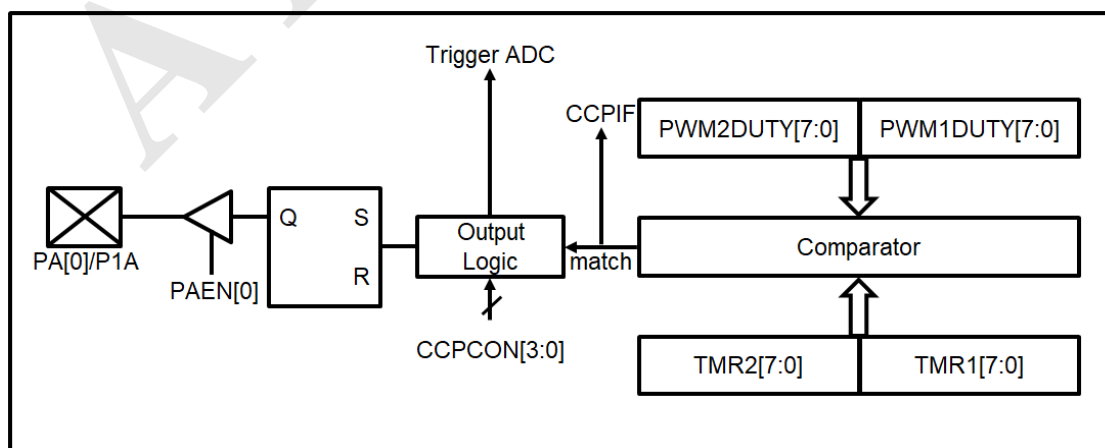 Trigger ADC
CCPIF
PWM2DUTY[7:0] PWM1DUTY[7:0]
Q S
R
Output
Logic
match
Comparator
PA[0]/P1A
PAEN[0]
CCPCON[3:0]
TMR2[7:0] TMR1[7:0]